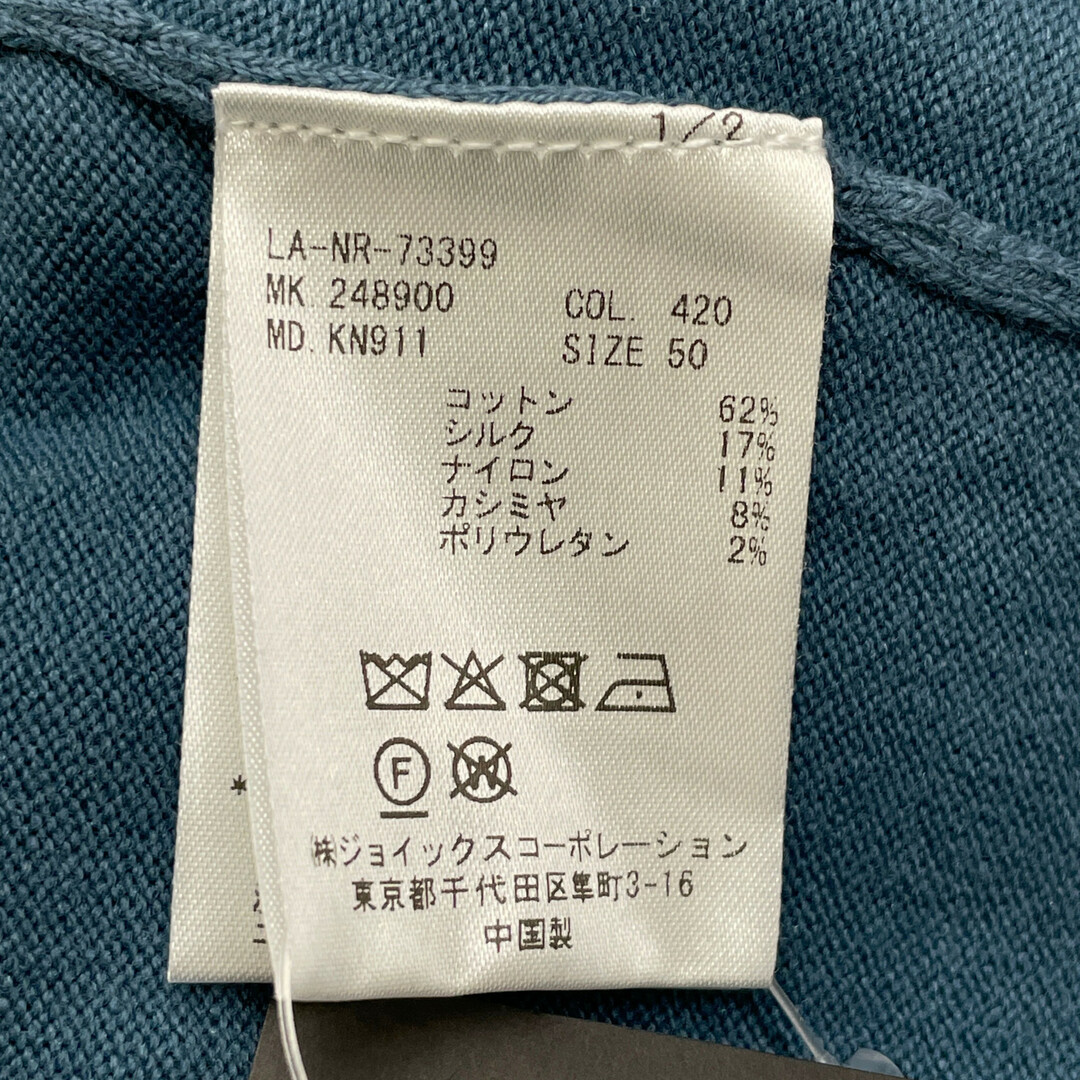 1/2
LA-NR-73399
MK. 248900 COL. 420
MD. KN911 SIZE 50
コットン 62%
シルク 17%
ナイロン 11%
カシミヤ 8%
ポリウレタン 2%
F W
㈱ジョイックスコーポレーション
東京都千代田区隼町3-16
中国製
*